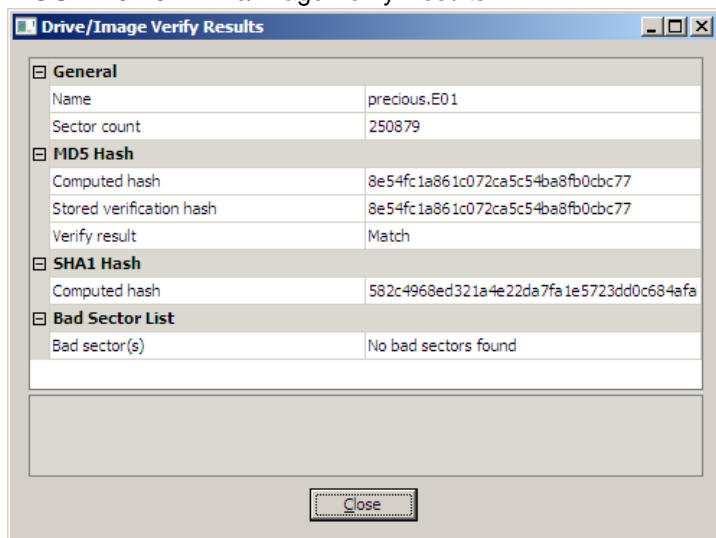 Drive/Image Verify Results
General
Name precious.E01
Sector count 250879
MD5 Hash
Computed hash 8e54fc1a861c072ca5c54ba8fb0cbc77
Stored verification hash 8e54fc1a861c072ca5c54ba8fb0cbc77
Verify result Match
SHA1 Hash
Computed hash 582c4968ed321a4e22da7fa1e5723dd0c684afa
Bad Sector List
Bad sector(s) No bad sectors found
Close